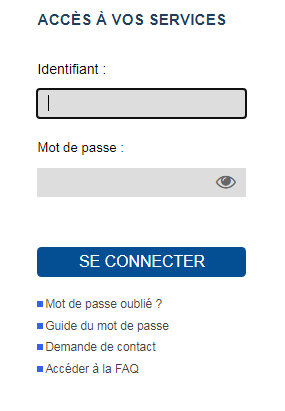 ACCÈS À VOS SERVICES
Identifiant :
Mot de passe :
SE CONNECTER
Mot de passe oublié ?
Guide du mot de passe
Demande de contact
Accéder à la FAQ